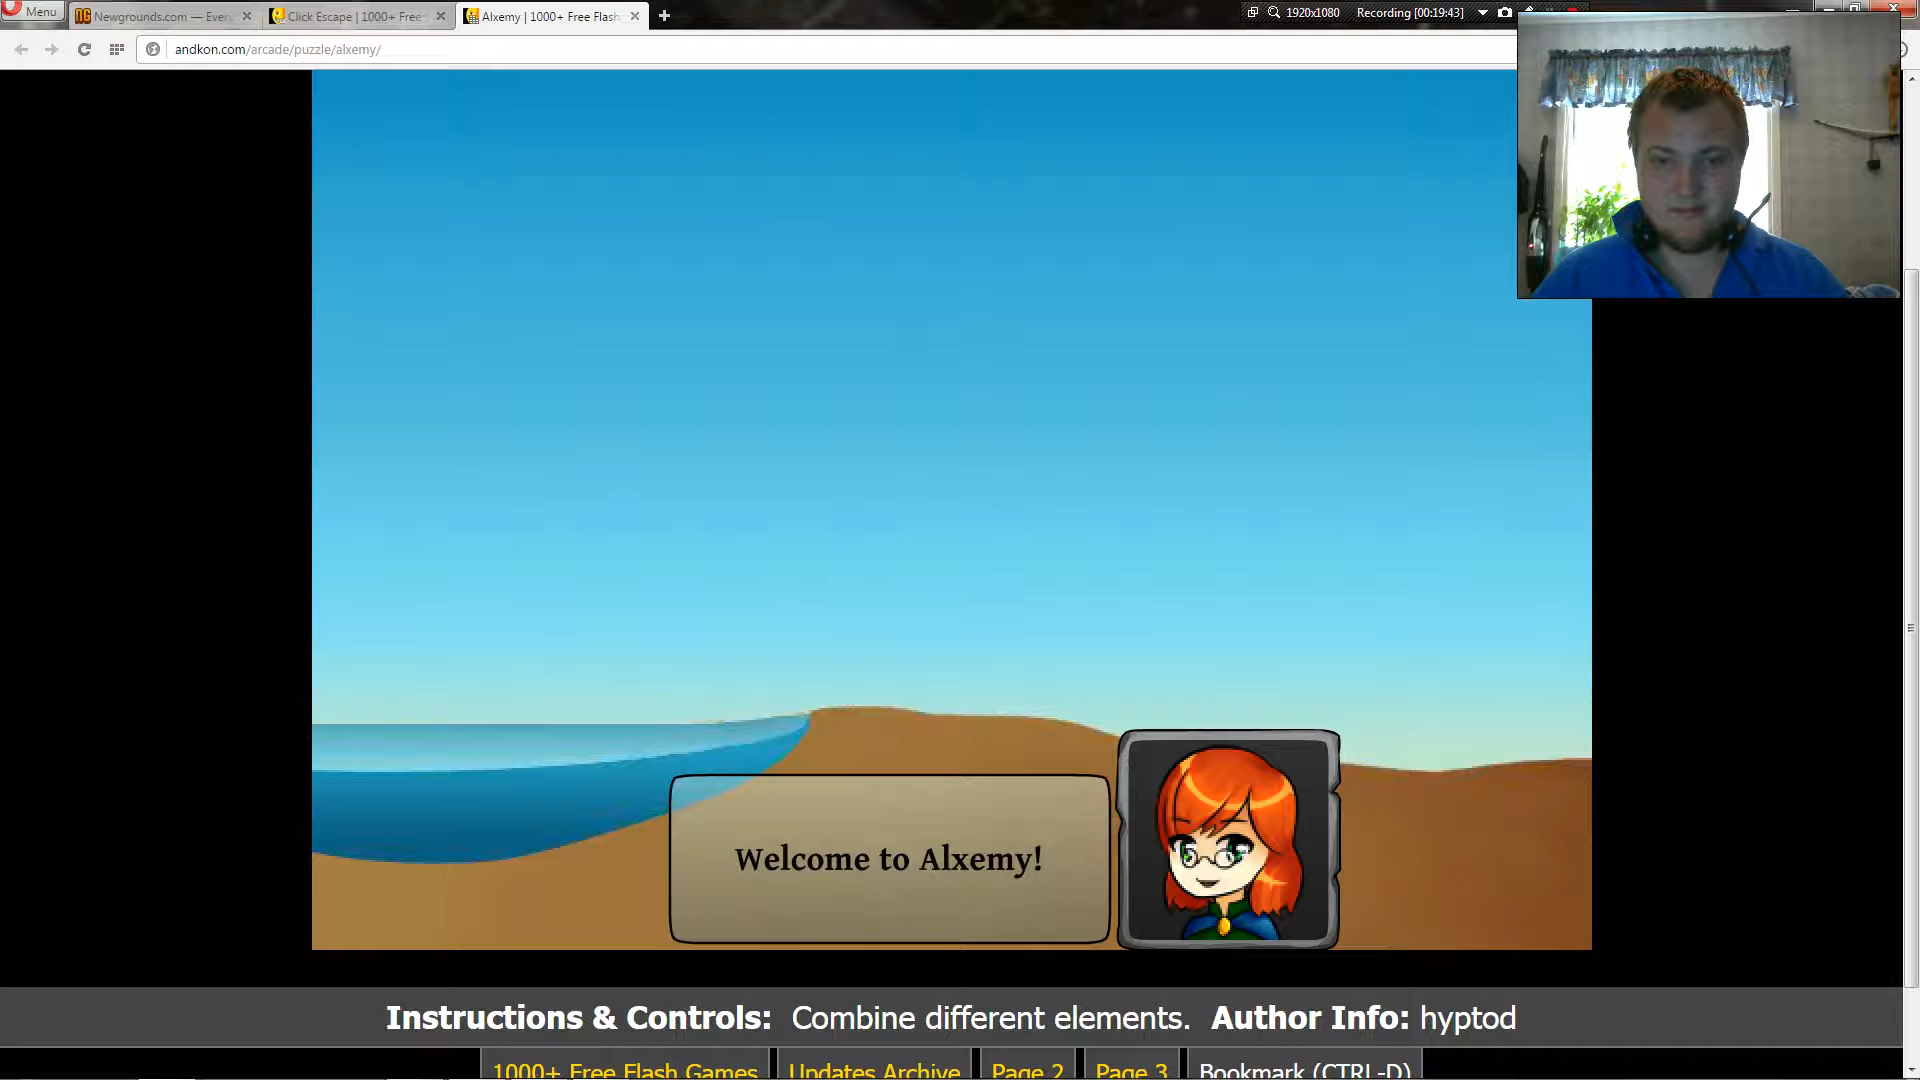 Menu
Newgrounds.com — Every
Click Escape | 1000+ Free
Alxemy | 1000+ Free Flash
1920x1080
Recording [00:19:43]
andkon.com/arcade/puzzle/alxemy/
Welcome to Alxemy!
Instructions & Controls: Combine different elements. Author Info: hyptod
1000+ Free Flash Games
Updates Archive
Page 2
Page 3
Bookmark (CTRL-D)